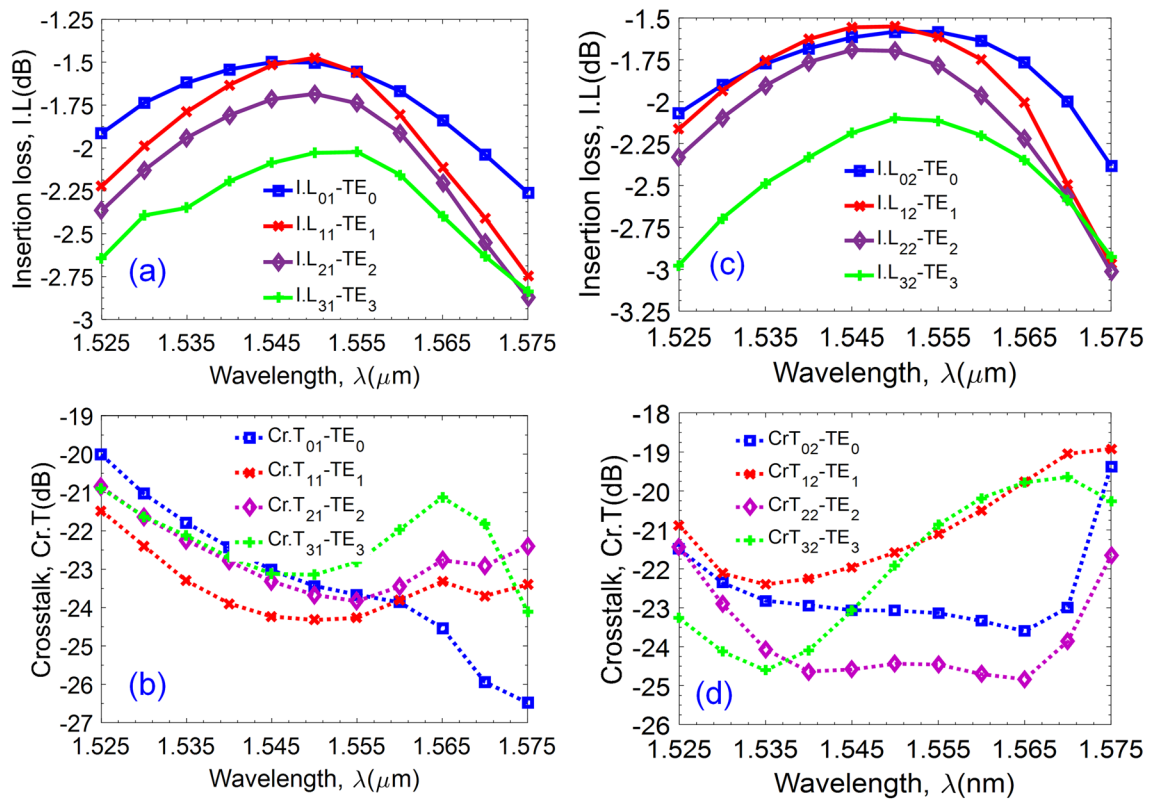 -1.25
-1.5
-1.75
-2
-2.25
-2.5
-2.75
-3
Insertion loss, I.L(dB)
(a)
I.L01-TE0
I.L11-TE1
I.L21-TE2
I.L31-TE3
1.525 1.535 1.545 1.555 1.565 1.575
Wavelength, λ(μm)
-1.5
-1.75
-2
-2.25
-2.5
-2.75
-3
-3.25
Insertion loss, I.L(dB)
(c)
I.L02-TE0
I.L12-TE1
I.L22-TE2
I.L32-TE3
1.525 1.535 1.545 1.555 1.565 1.575
Wavelength, λ(μm)
-19
-20
-21
-22
-23
-24
-25
-26
-27
Crosstalk, Cr.T(dB)
(b)
Cr.T01-TE0
Cr.T11-TE1
Cr.T21-TE2
Cr.T31-TE3
1.525 1.535 1.545 1.555 1.565 1.575
Wavelength, λ(μm)
-18
-19
-20
-21
-22
-23
-24
-25
-26
Crosstalk, Cr.T(dB)
(d)
CrT02-TE0
CrT12-TE1
CrT22-TE2
CrT32-TE3
1.525 1.535 1.545 1.555 1.565 1.575
Wavelength, λ(nm)